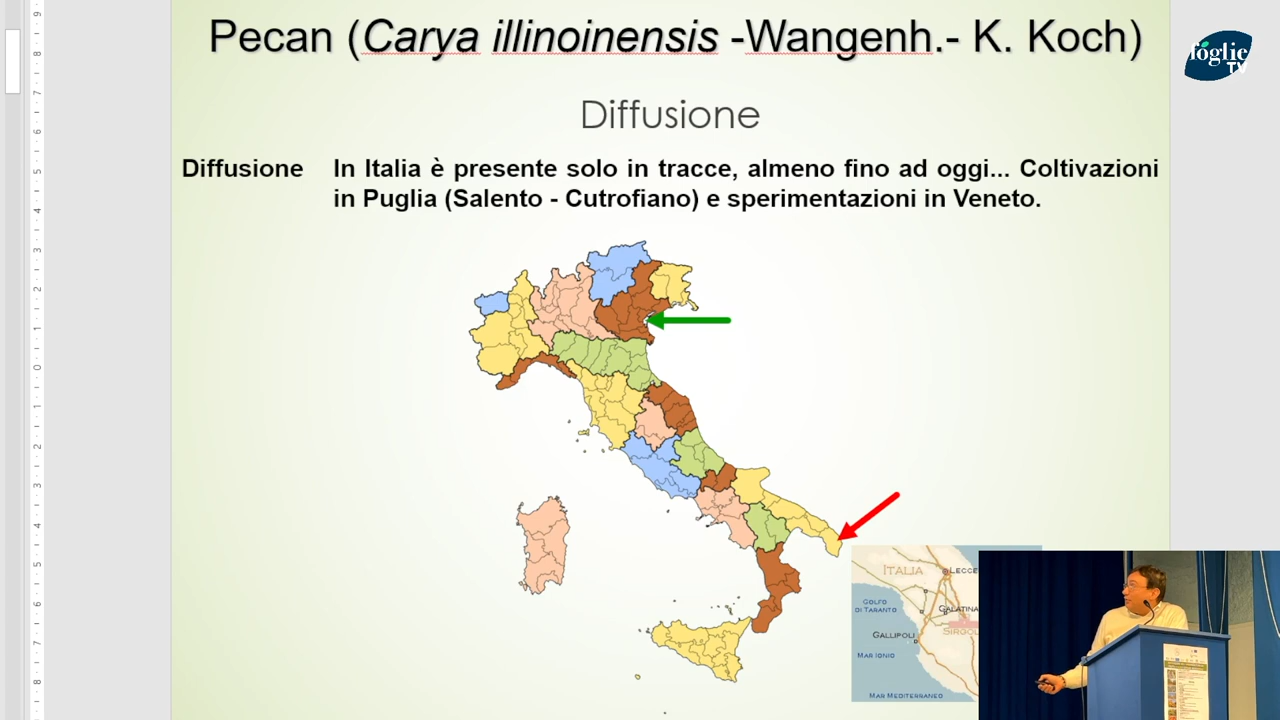 Pecan (Carya illinoinensis -Wangenh.- K. Koch)
foglie
TV
Diffusione
Diffusione In Italia è presente solo in tracce, almeno fino ad oggi... Coltivazioni
in Puglia (Salento - Cutrofiano) e sperimentazioni in Veneto.
ITALIA
LECCE
GOLFO
DI TARANTO
GALATINA
GALLIPOLI
MAR IONIO
MAR MEDITERRANEO